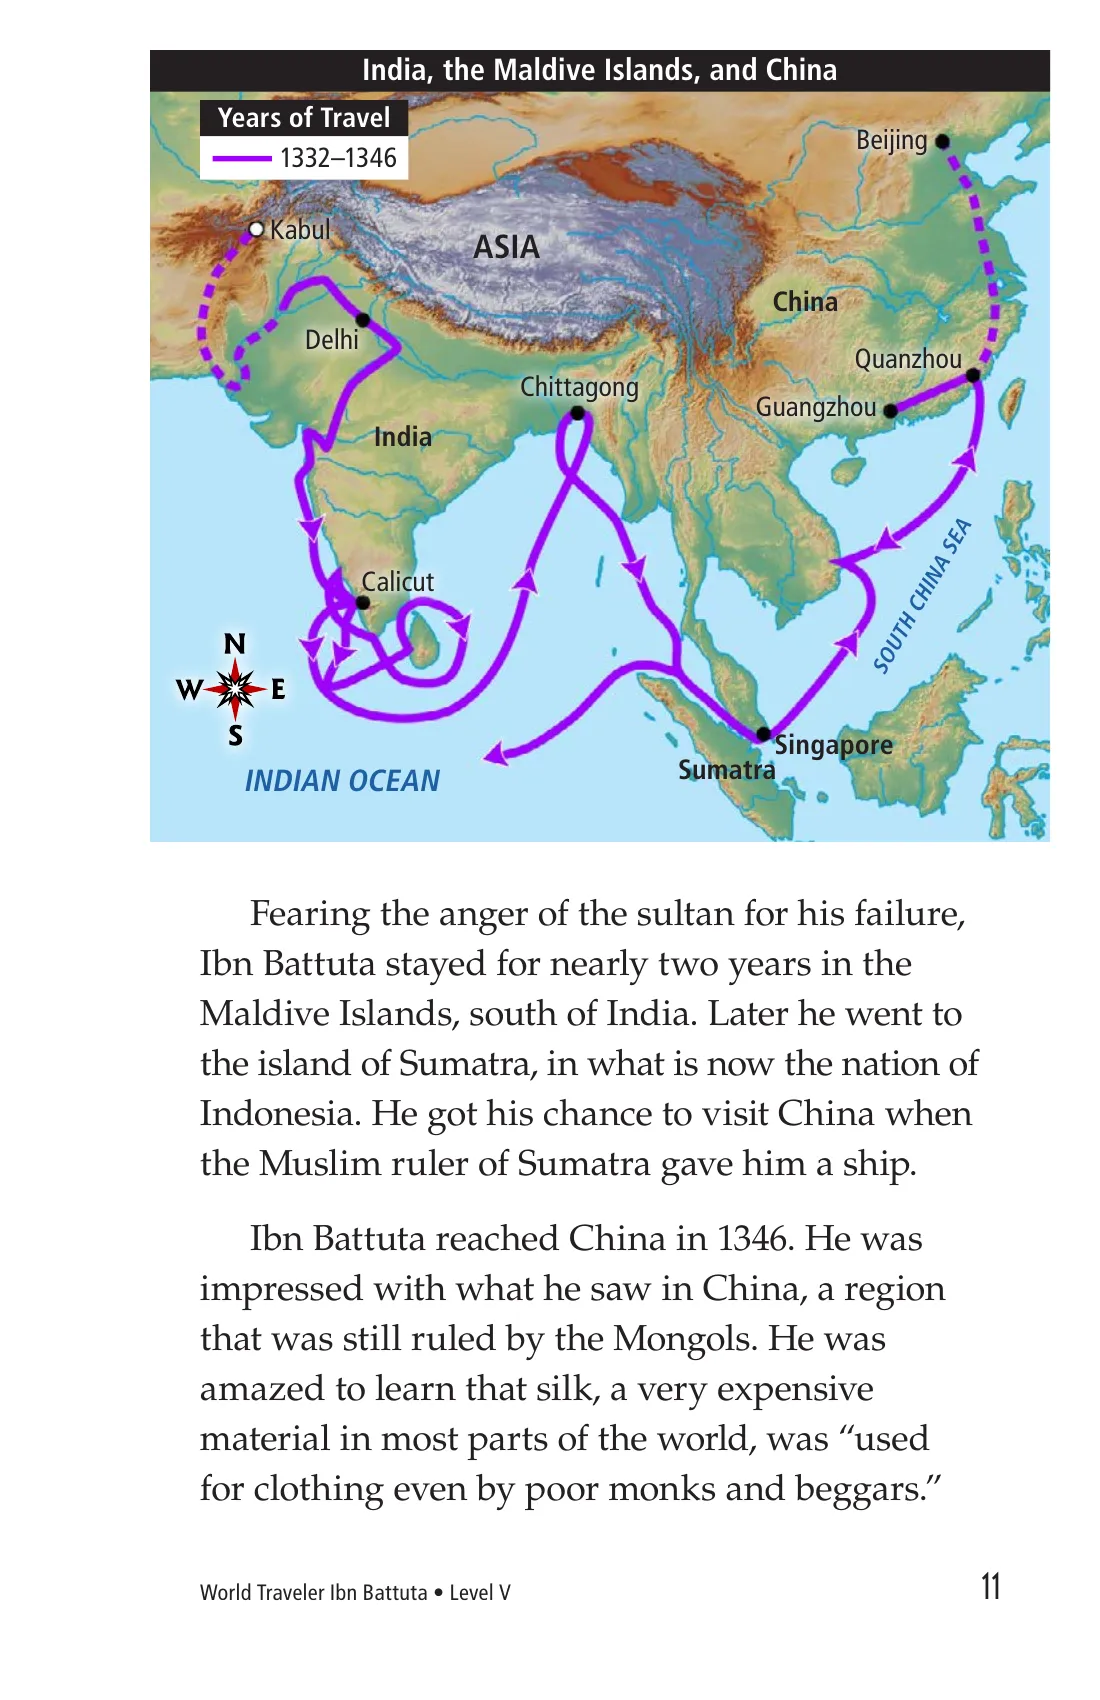 India, the Maldive Islands, and China
Years of Travel
1332–1346
Beijing
Kabul
ASIA
China
Delhi
Quanzhou
Chittagong
Guangzhou
India
SOUTH CHINA SEA
Calicut
N
W E
S
Singapore
Sumatra
INDIAN OCEAN
Fearing the anger of the sultan for his failure,
Ibn Battuta stayed for nearly two years in the
Maldive Islands, south of India. Later he went to
the island of Sumatra, in what is now the nation of
Indonesia. He got his chance to visit China when
the Muslim ruler of Sumatra gave him a ship.
Ibn Battuta reached China in 1346. He was
impressed with what he saw in China, a region
that was still ruled by the Mongols. He was
amazed to learn that silk, a very expensive
material in most parts of the world, was “used
for clothing even by poor monks and beggars.”
World Traveler Ibn Battuta • Level V
11